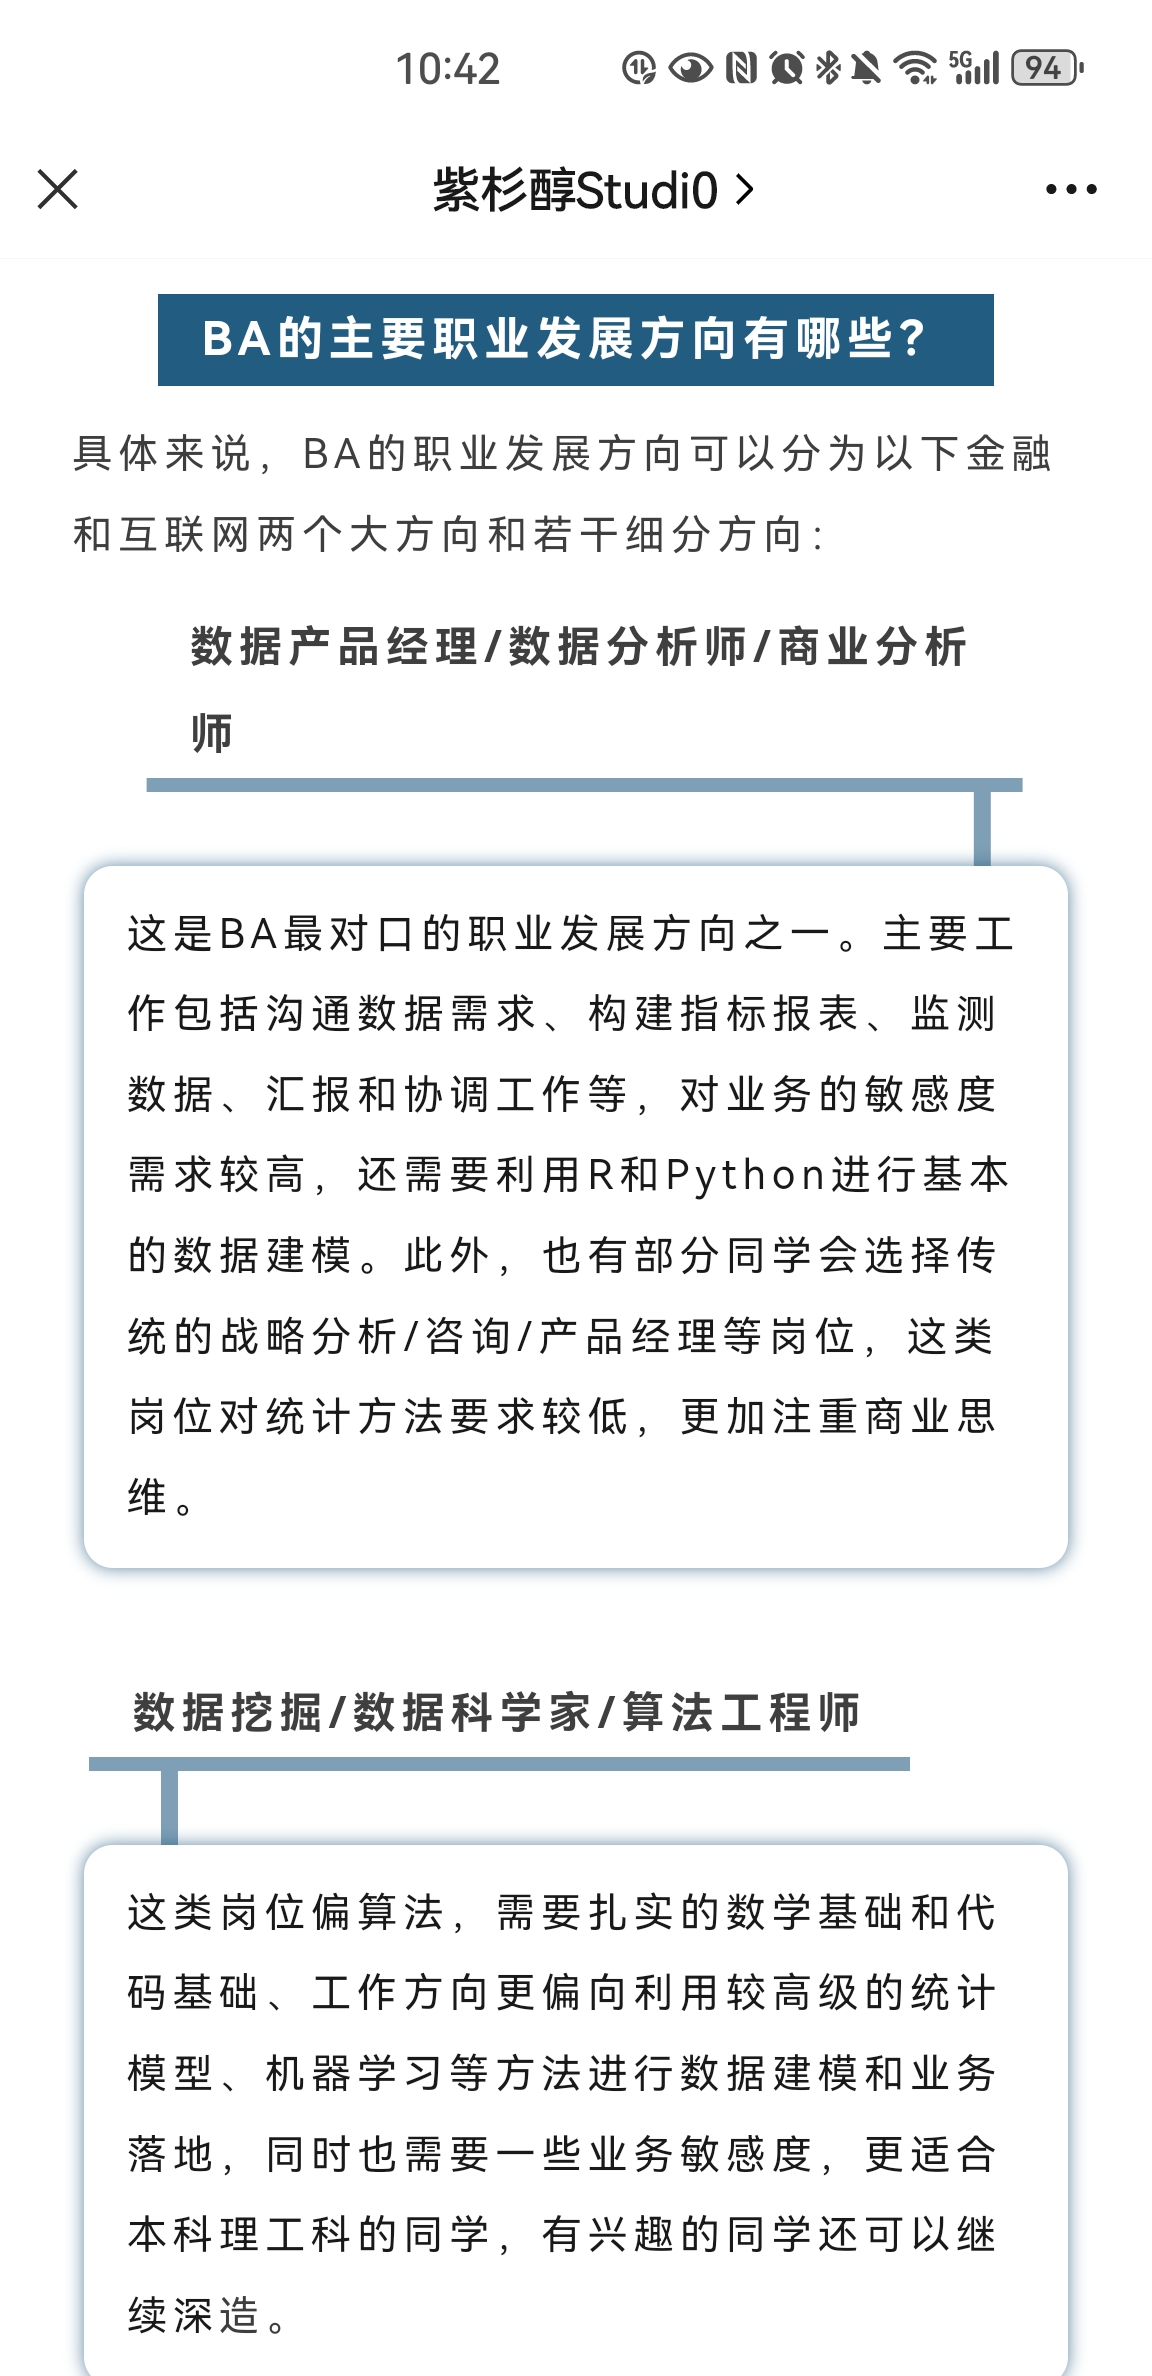 10:42
5G
94
紫杉醇Studi0 >
BA的主要职业发展方向有哪些？
具体来说，BA的职业发展方向可以分为以下金融
和互联网两个大方向和若干细分方向：
数据产品经理/数据分析师/商业分析
师
这是BA最对口的职业发展方向之一。主要工
作包括沟通数据需求、构建指标报表、监测
数据、汇报和协调工作等，对业务的敏感度
需求较高，还需要利用R和Python进行基本
的数据建模。此外，也有部分同学会选择传
统的战略分析/咨询/产品经理等岗位，这类
岗位对统计方法要求较低，更加注重商业思
维。
数据挖掘/数据科学家/算法工程师
这类岗位偏算法，需要扎实的数学基础和代
码基础、工作方向更偏向利用较高级的统计
模型、机器学习等方法进行数据建模和业务
落地，同时也需要一些业务敏感度，更适合
本科理工科的同学，有兴趣的同学还可以继
续深造。